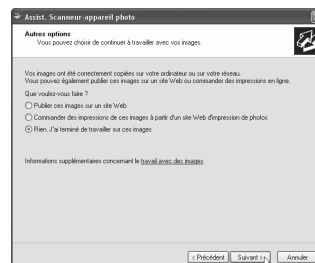 Assist. Scanneur-appareil photo
Autres options
Vous pouvez choisir de continuer à travailler avec vos images.
Vos images ont été correctement copiées sur votre ordinateur ou sur votre réseau.
Vous pouvez également publier ces images sur un site Web ou commander des impressions en ligne.
Que voulez-vous faire ?
Publier ces images sur un site Web
Commander des impressions de ces images à partir d'un site Web d'impression de photos
Rien. J'ai terminé de travailler sur ces images
Informations supplémentaires concernant le travail avec des images.
< Précédent Suivant > Annuler